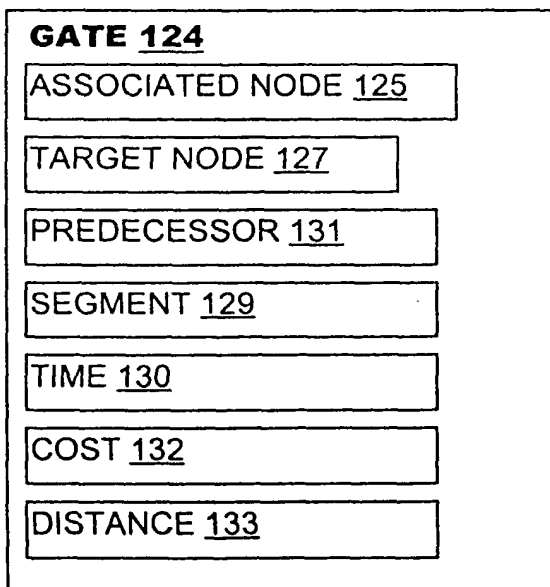 GATE 124
ASSOCIATED NODE 125
TARGET NODE 127
PREDECESSOR 131
SEGMENT 129
TIME 130
COST 132
DISTANCE 133